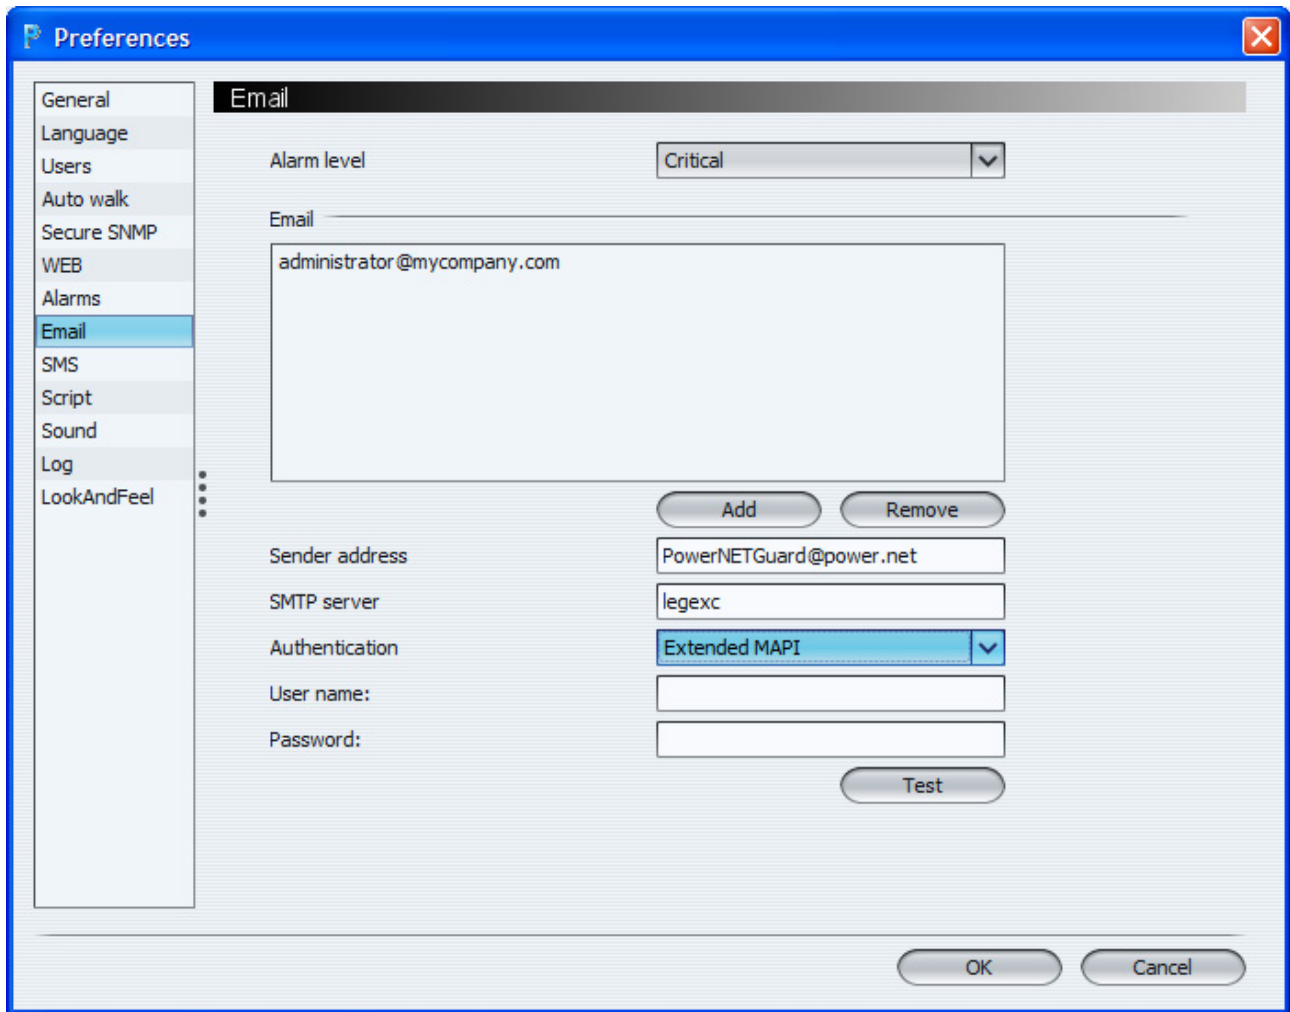 Preferences
General
Language
Users
Auto walk
Secure SNMP
WEB
Alarms
Email
SMS
Script
Sound
Log
LookAndFeel
Email
Alarm level Critical
Email
administrator@mycompany.com
Add Remove
Sender address PowerNETGuard@power.net
SMTP server legexc
Authentication Extended MAPI
User name:
Password:
Test
OK Cancel